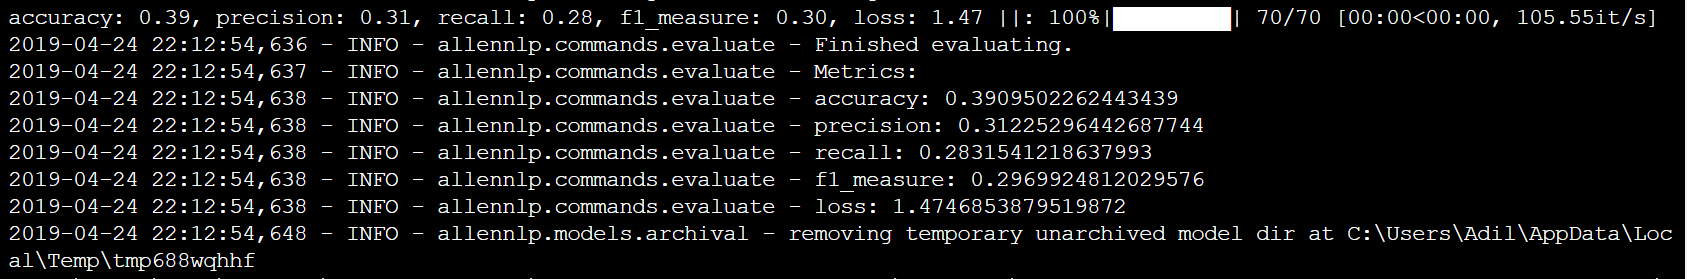 accuracy: 0.39, precision: 0.31, recall: 0.28, f1_measure: 0.30, loss: 1.47 ||: 100%|██████████| 70/70 [00:00<00:00, 105.55it/s]
2019-04-24 22:12:54,636 - INFO - allennlp.commands.evaluate - Finished evaluating.
2019-04-24 22:12:54,637 - INFO - allennlp.commands.evaluate - Metrics:
2019-04-24 22:12:54,638 - INFO - allennlp.commands.evaluate - accuracy: 0.3909502262443439
2019-04-24 22:12:54,638 - INFO - allennlp.commands.evaluate - precision: 0.31225296442687744
2019-04-24 22:12:54,638 - INFO - allennlp.commands.evaluate - recall: 0.2831541218637993
2019-04-24 22:12:54,638 - INFO - allennlp.commands.evaluate - f1_measure: 0.2969924812029576
2019-04-24 22:12:54,638 - INFO - allennlp.commands.evaluate - loss: 1.4746853879519872
2019-04-24 22:12:54,648 - INFO - allennlp.models.archival - removing temporary unarchived model dir at C:\Users\Adil\AppData\Loc
al\Temp\tmp688wqhhf